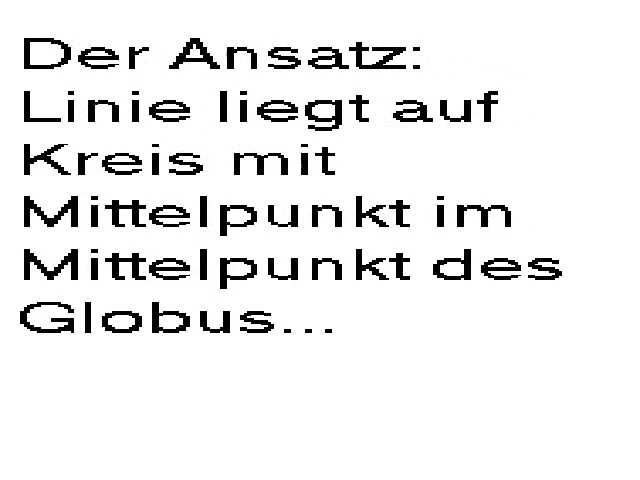 Der Ansatz:
Linie liegt auf
Kreis mit
Mittelpunkt im
Mittelpunkt des
Globus...